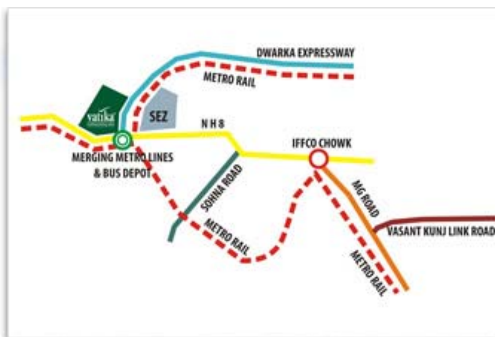 DWARKA EXPRESSWAY
METRO RAIL
vatika
SEZ
NH8
IFFCO CHOWK
MERGING METRO LINES
& BUS DEPOT
SOHNA ROAD
MG ROAD
METRO RAIL
VASANT KUNJ LINK ROAD
METRO RAIL